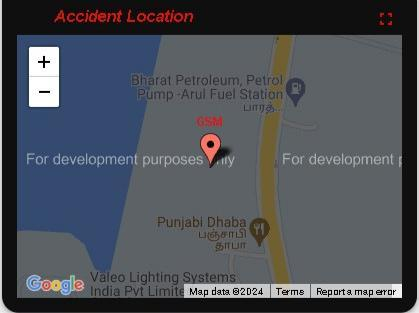 Accident Location
+
Bharat Petroleum, Petrol
Pump -Arul Fuel Station
பாரத்...
GSM
For development purposes only
For development p
−
Punjabi Dhaba
பஞ்சாபி
தாபா
Valeo Lighting Systems
India Pvt Limite
Google
Map data ©2024
Terms
Report a map error